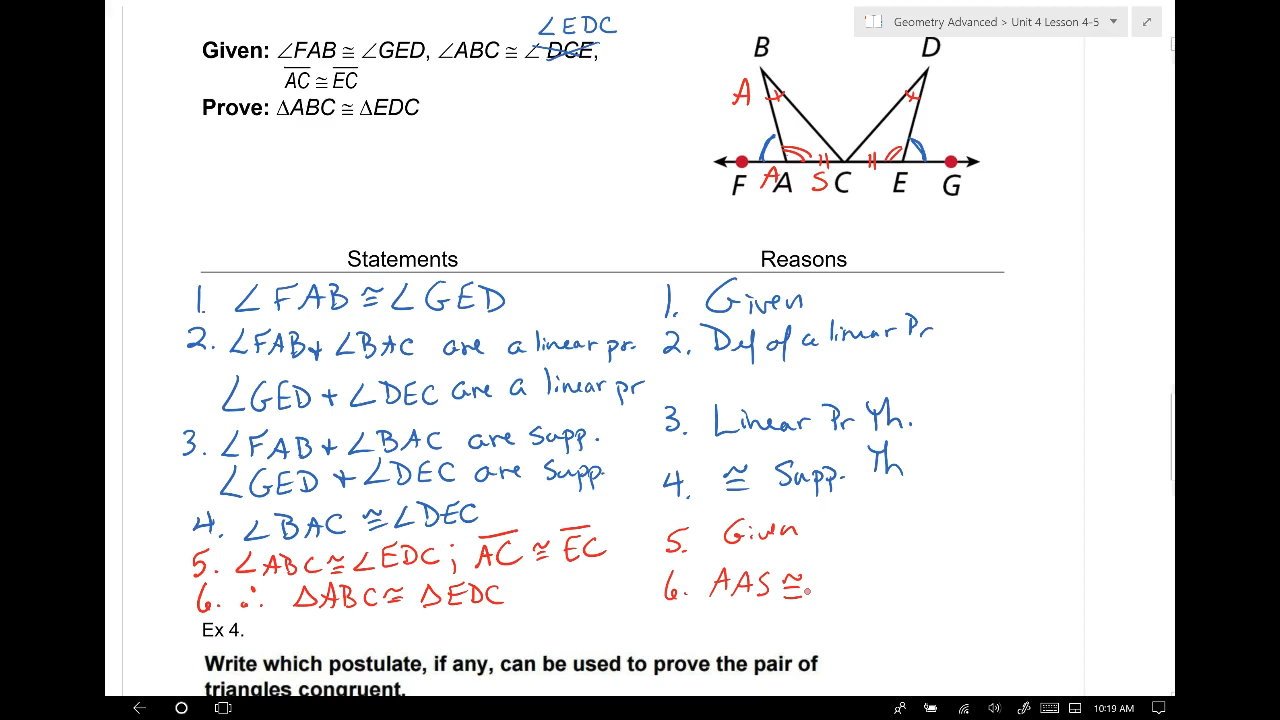 Geometry Advanced > Unit 4 Lesson 4-5
∠EDC
Given: ∠FAB ≅ ∠GED, ∠ABC ≅ ∠DCE,
AC ≅ EC
Prove: ΔABC ≅ ΔEDC
B D
A
F A A S C E G
Statements Reasons
1. ∠FAB ≅ ∠GED 1. Given
2. ∠FAB + ∠BAC are a linear pr. 2. Def of a linear Pr
∠GED + ∠DEC are a linear pr
3. ∠FAB + ∠BAC are supp. 3. Linear Pr Th.
∠GED + ∠DEC are supp.
4. ∠BAC ≅ ∠DEC 4. ≅ Supp. Th
5. ∠ABC ≅ ∠EDC; AC ≅ EC 5. Given
6. ∴ ΔABC ≅ ΔEDC 6. AAS ≅
Ex 4.
Write which postulate, if any, can be used to prove the pair of
triangles congruent.
10:19 AM